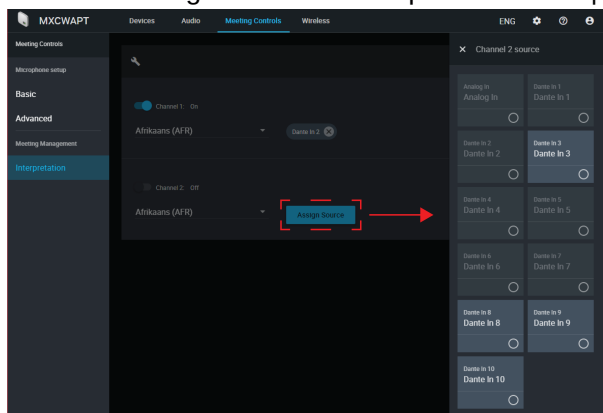 MXCWAPT
Devices Audio Meeting Controls Wireless
ENG
Meeting Controls
Microphone setup
Basic
Advanced
Meeting Management
Interpretation
Channel 1: On
Afrikaans (AFR) Dante In 2
Channel 2: Off
Afrikaans (AFR) Assign Source
Channel 2 source
Analog In Dante In 1
Analog In Dante In 1
Dante In 2 Dante In 3
Dante In 2 Dante In 3
Dante In 4 Dante In 5
Dante In 4 Dante In 5
Dante In 6 Dante In 7
Dante In 6 Dante In 7
Dante In 8 Dante In 9
Dante In 8 Dante In 9
Dante In 10
Dante In 10